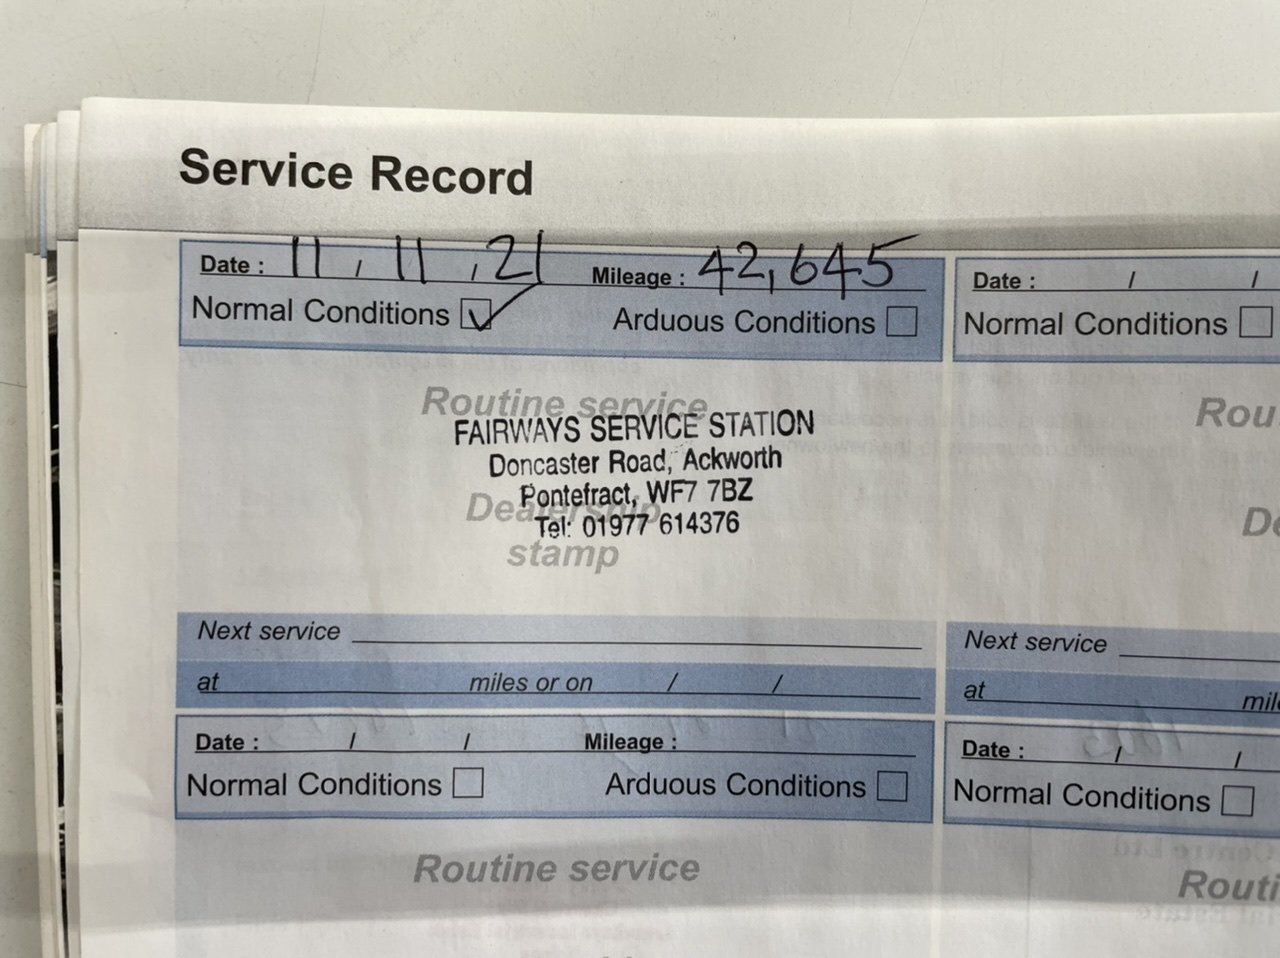 Service Record
Date : 11 / 11 / 21 Mileage : 42,645
Normal Conditions Arduous Conditions
Routine service
FAIRWAYS SERVICE STATION
Doncaster Road, Ackworth
Pontefract, WF7 7BZ
Dealership
Tel: 01977 614376
stamp
Next service
at miles or on / /
Date : / / Mileage :
Normal Conditions Arduous Conditions
Routine service
Date : / /
Normal Conditions
Rou
De
Next service
at mil
Date : / /
Normal Conditions
Routi